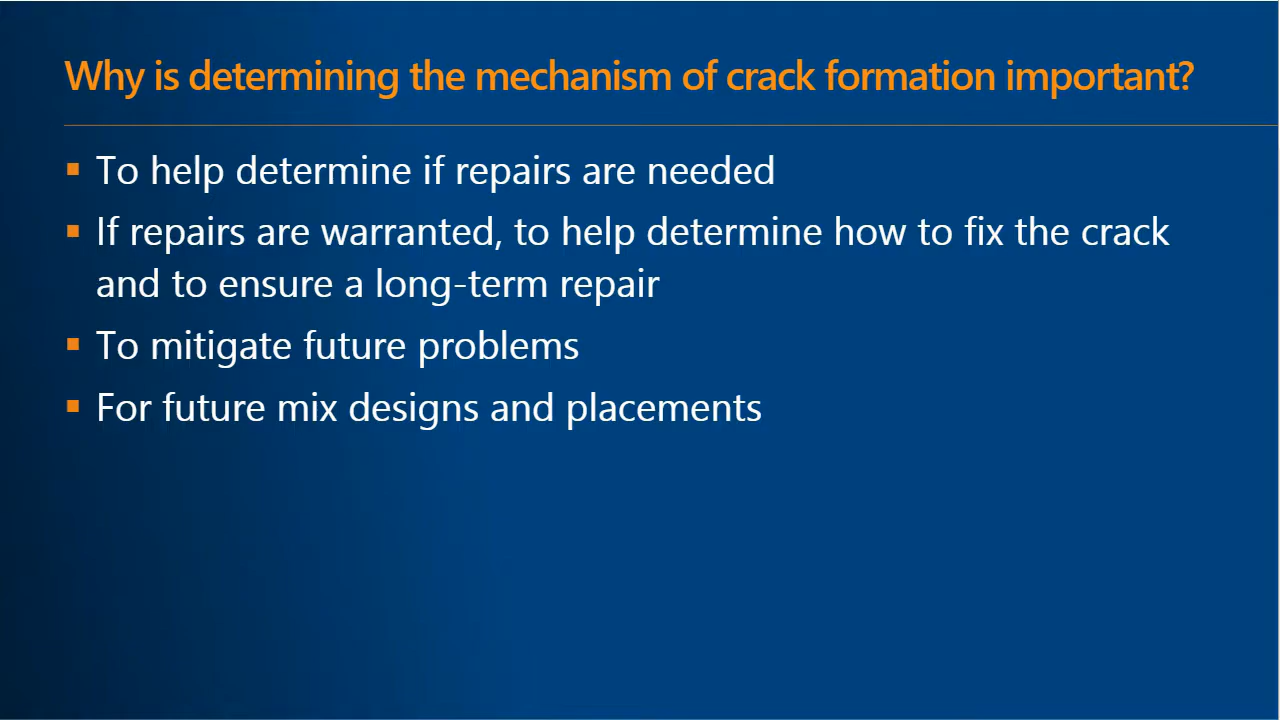 Why is determining the mechanism of crack formation important?
▪ To help determine if repairs are needed
▪ If repairs are warranted, to help determine how to fix the crack
and to ensure a long-term repair
▪ To mitigate future problems
▪ For future mix designs and placements